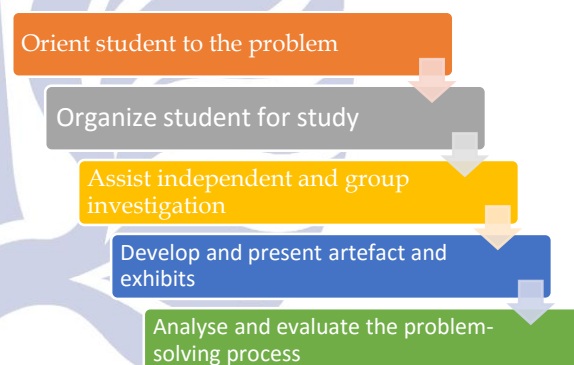 Orient student to the problem
Organize student for study
Assist independent and group
investigation
Develop and present artefact and
exhibits
Analyse and evaluate the problem-
solving process